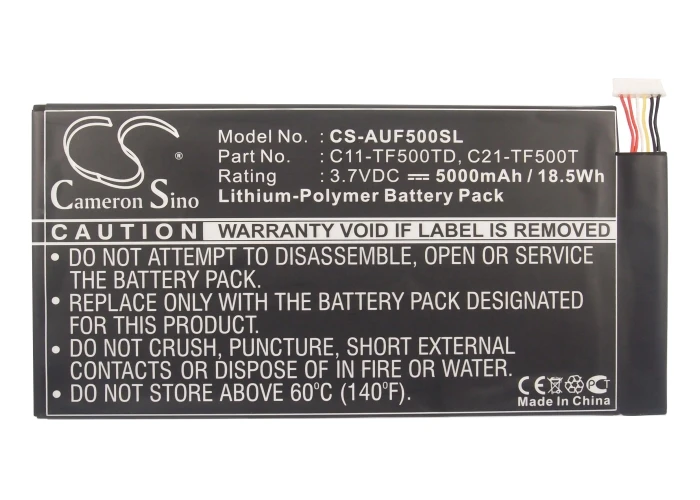 CS
Cameron Sino
Model No. : CS-AUF500SL
Part No. : C11-TF500TD, C21-TF500T
Rating : 3.7VDC ⎓ 5000mAh / 18.5Wh
Lithium-Polymer Battery Pack
CAUTION WARRANTY VOID IF LABEL IS REMOVED
• DO NOT ATTEMPT TO DISASSEMBLE, OPEN OR SERVICE
THE BATTERY PACK.
• REPLACE ONLY WITH THE BATTERY PACK DESIGNATED
FOR THIS PRODUCT.
• DO NOT CRUSH, PUNCTURE, SHORT EXTERNAL
CONTACTS OR DISPOSE OF IN FIRE OR WATER.
• DO NOT STORE ABOVE 60°C (140°F).
CE PCT
Made In China